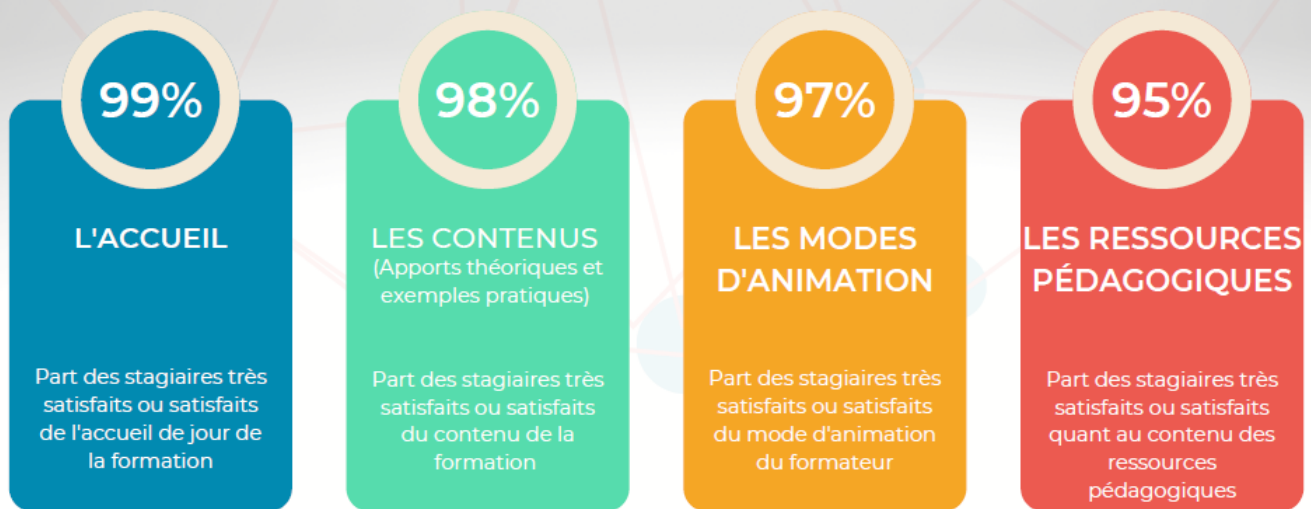 99%
L'ACCUEIL
Part des stagiaires très
satisfaits ou satisfaits
de l'accueil de jour de
la formation
98%
LES CONTENUS
(Apports théoriques et
exemples pratiques)
Part des stagiaires très
satisfaits ou satisfaits
du contenu de la
formation
97%
LES MODES
D'ANIMATION
Part des stagiaires très
satisfaits ou satisfaits
du mode d'animation
du formateur
95%
LES RESSOURCES
PÉDAGOGIQUES
Part des stagiaires très
satisfaits ou satisfaits
quant au contenu des
ressources
pédagogiques